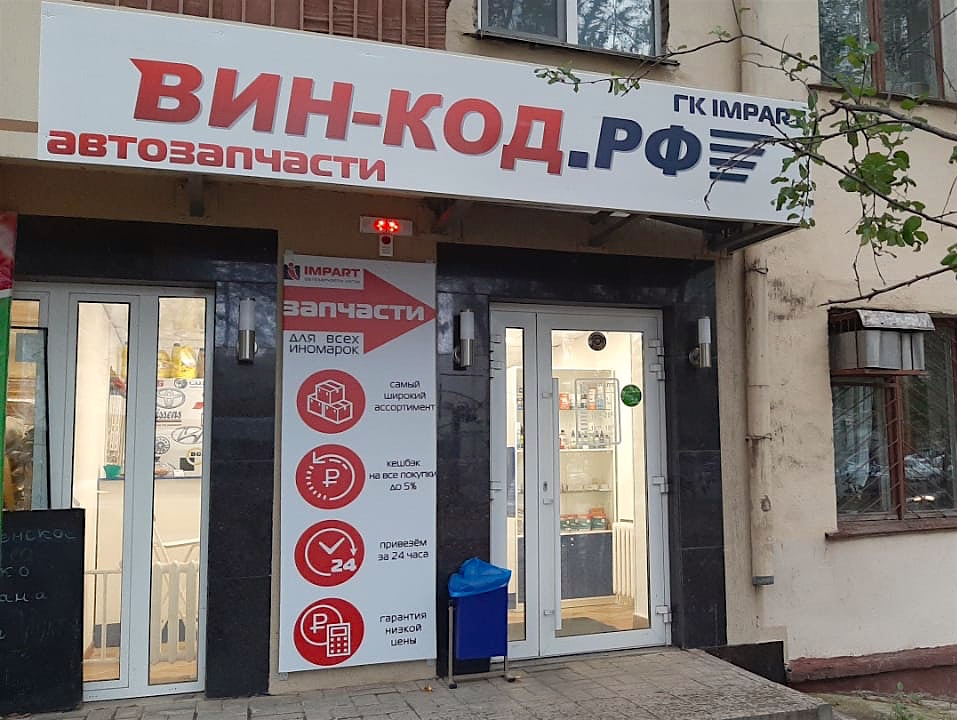 ВИН-КОД.РФ
ГК IMPART
автозапчасти
IMPART
запчасти
для всех
иномарок
самый
широкий
ассортимент
кешбэк
на все покупки
до 5%
24
привезём
за 24 часа
гарантия
низкой
цены